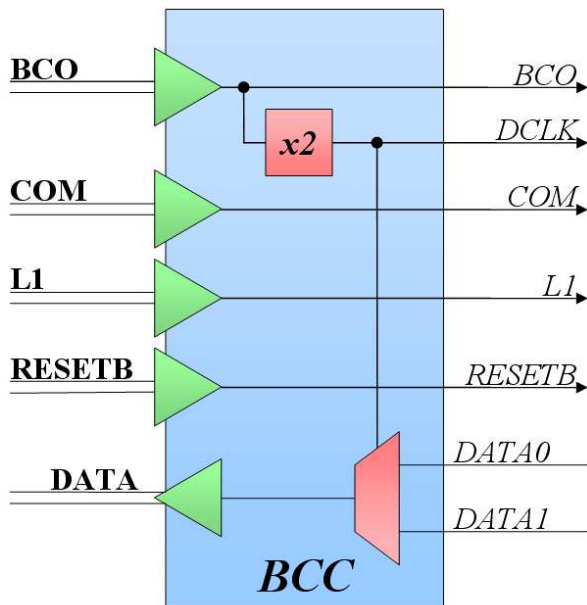 BCO
BCO
x2
DCLK
COM
COM
L1
L1
RESETB
RESETB
DATA
DATA0
DATA1
BCC